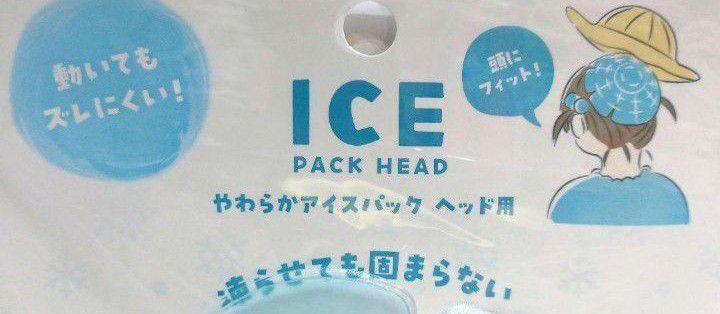 動いても
ズレにくい!
ICE
PACK HEAD
頭に
フィット!
やわらかアイスパック ヘッド用
凍らせても固まらない